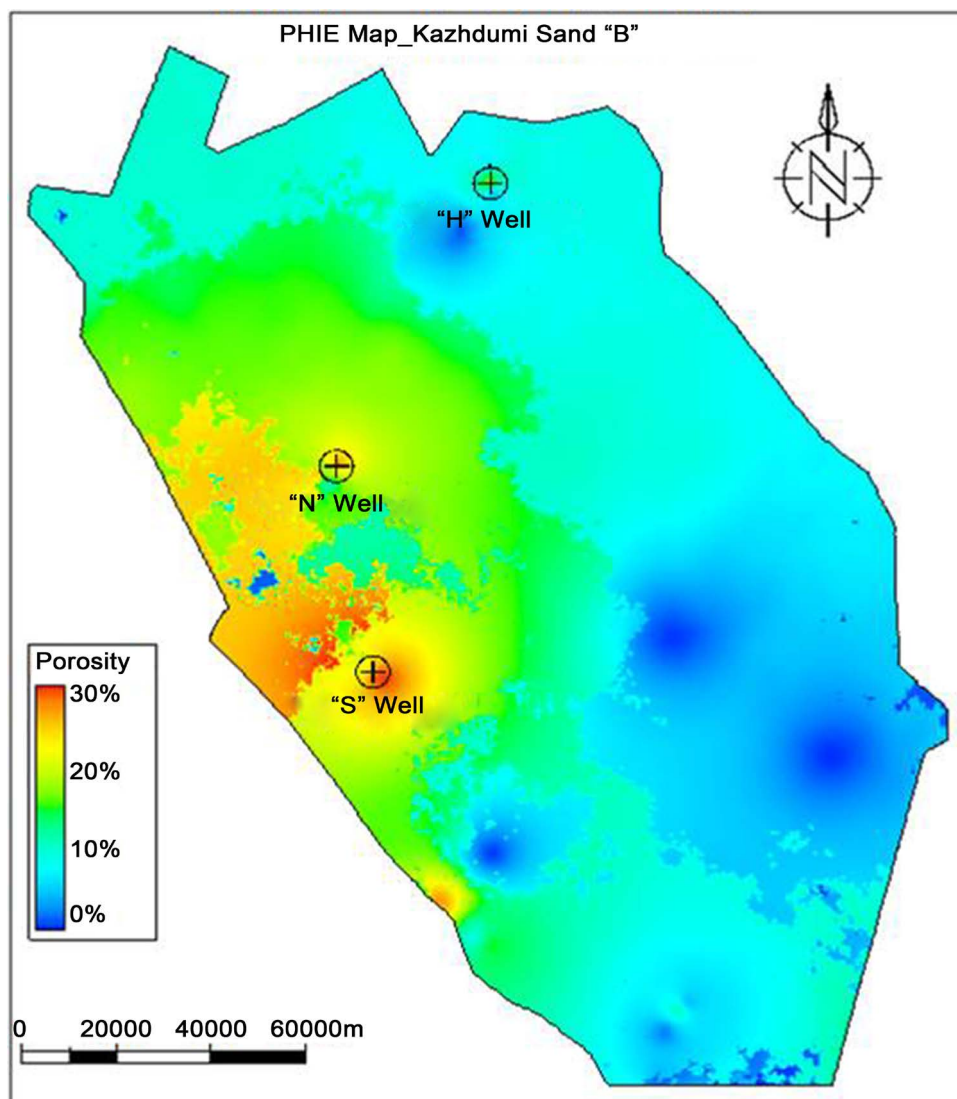 PHIE Map_Kazhdumi Sand “B”
N
“H” Well
“N” Well
“S” Well
Porosity
30%
20%
10%
0%
0 20000 40000 60000m